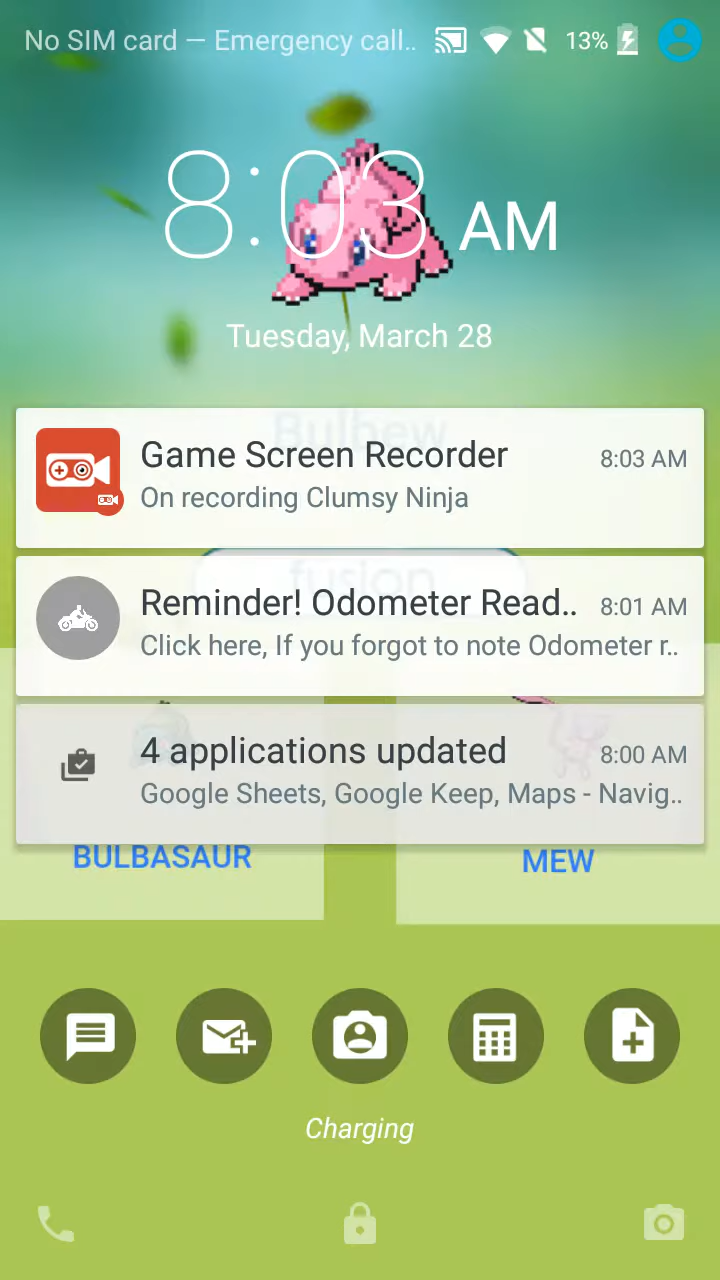 No SIM card — Emergency call..
13%
8:03 AM
Tuesday, March 28
Bulbew
Game Screen Recorder
8:03 AM
On recording Clumsy Ninja
fusion
Reminder! Odometer Read..
8:01 AM
Click here, If you forgot to note Odometer r..
4 applications updated
8:00 AM
Google Sheets, Google Keep, Maps - Navig..
BULBASAUR
MEW
Charging